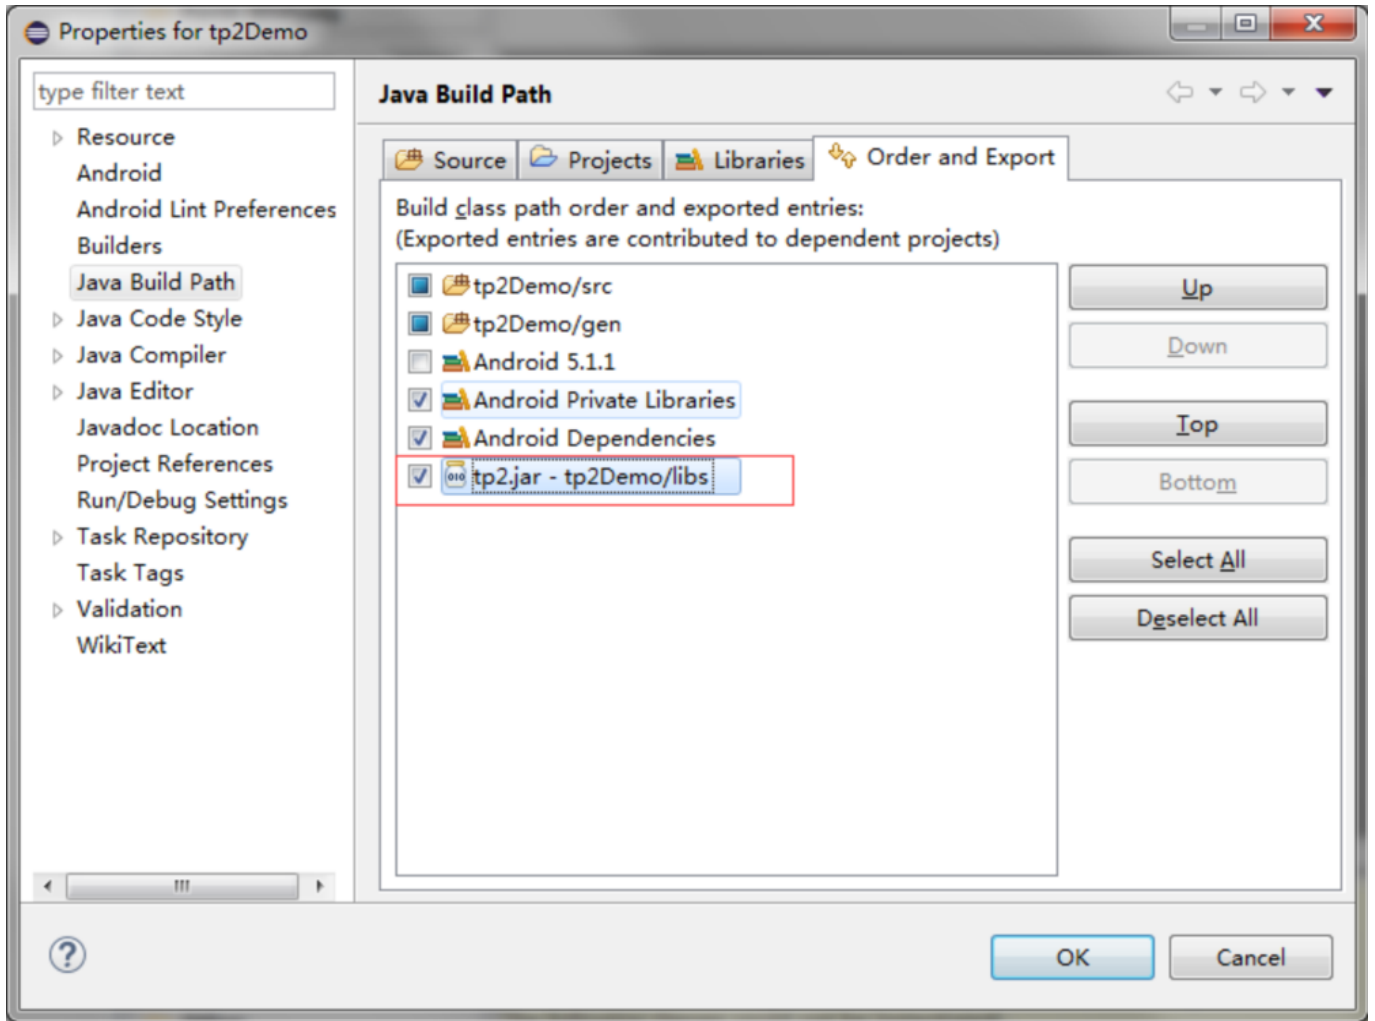 Properties for tp2Demo
type filter text
Resource
Android
Android Lint Preferences
Builders
Java Build Path
Java Code Style
Java Compiler
Java Editor
Javadoc Location
Project References
Run/Debug Settings
Task Repository
Task Tags
Validation
WikiText
Java Build Path
Source
Projects
Libraries
Order and Export
Build class path order and exported entries:
(Exported entries are contributed to dependent projects)
tp2Demo/src
tp2Demo/gen
Android 5.1.1
Android Private Libraries
Android Dependencies
tp2.jar - tp2Demo/libs
Up
Down
Top
Bottom
Select All
Deselect All
OK
Cancel